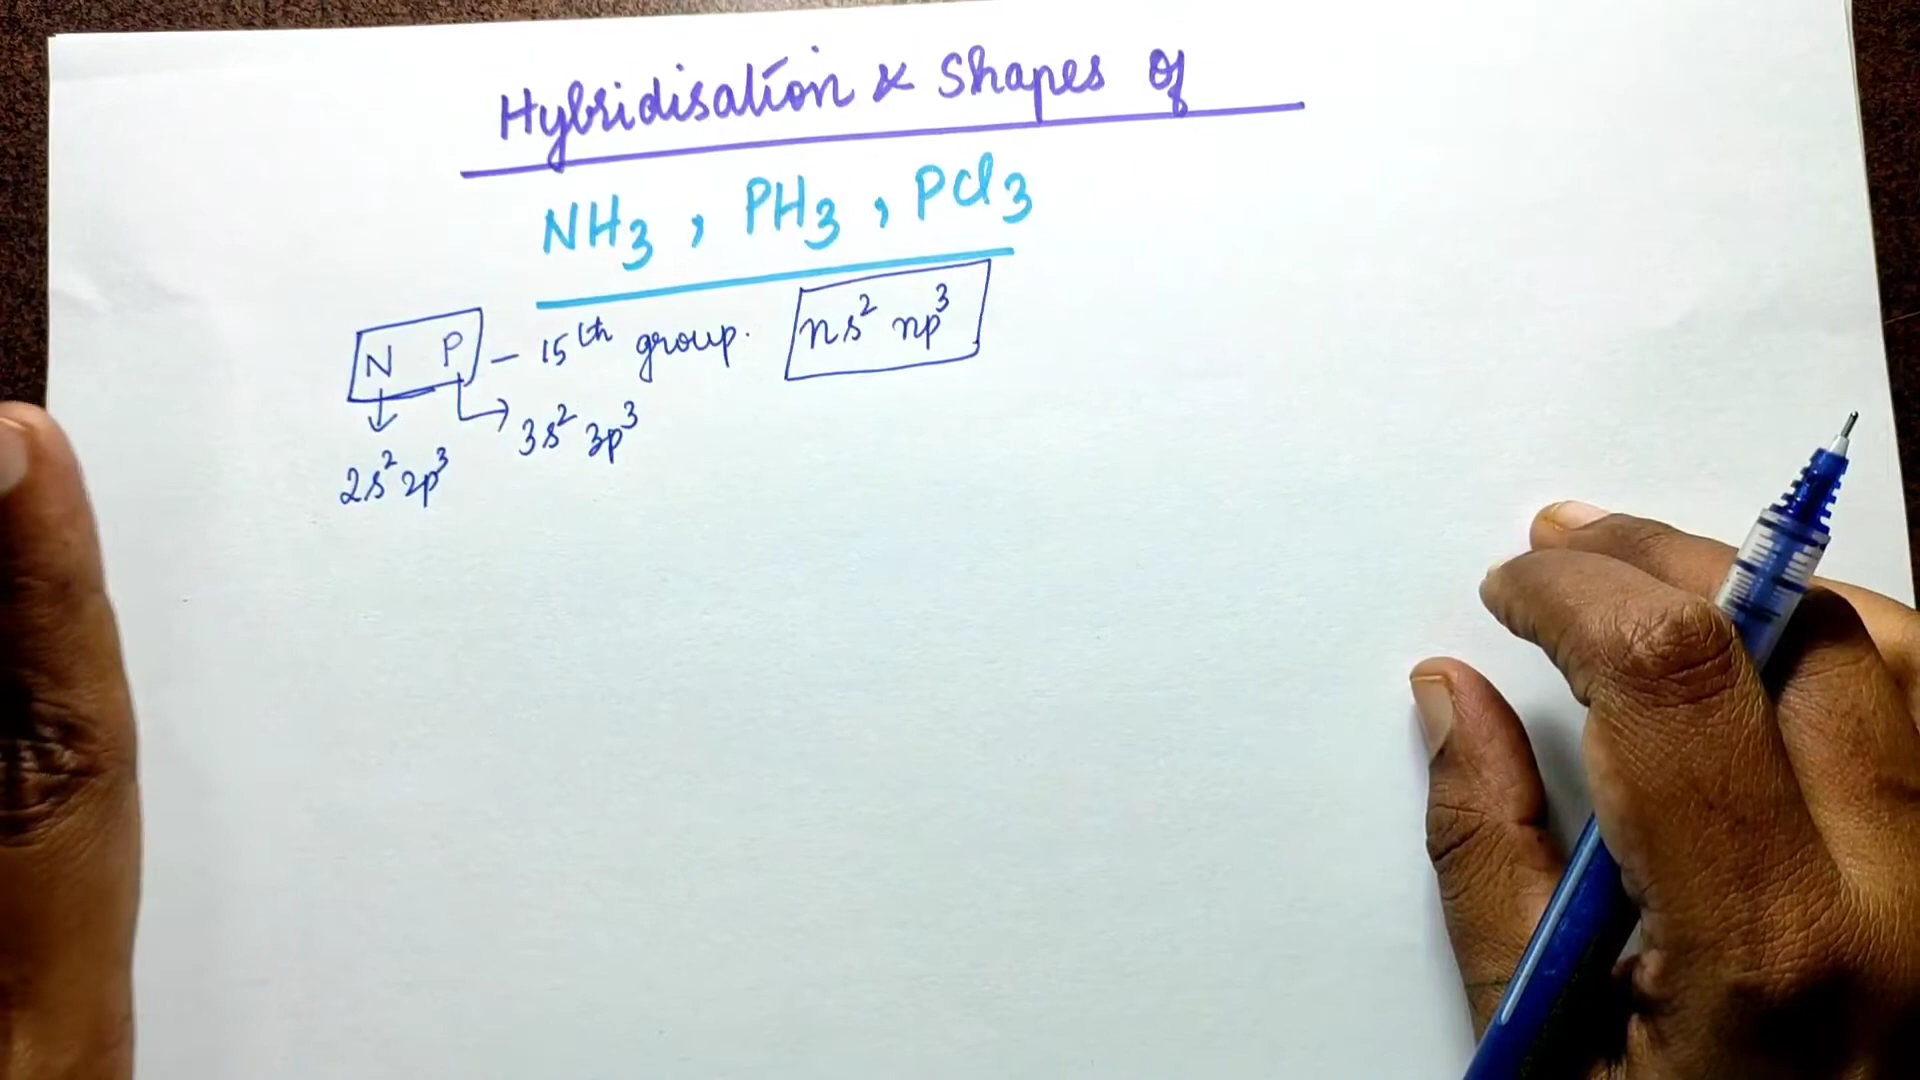 Hybridisation & Shapes of
NH3, PH3, PCl3
N P - 15th group. ns² np³
3s² 3p³
2s² 2p³